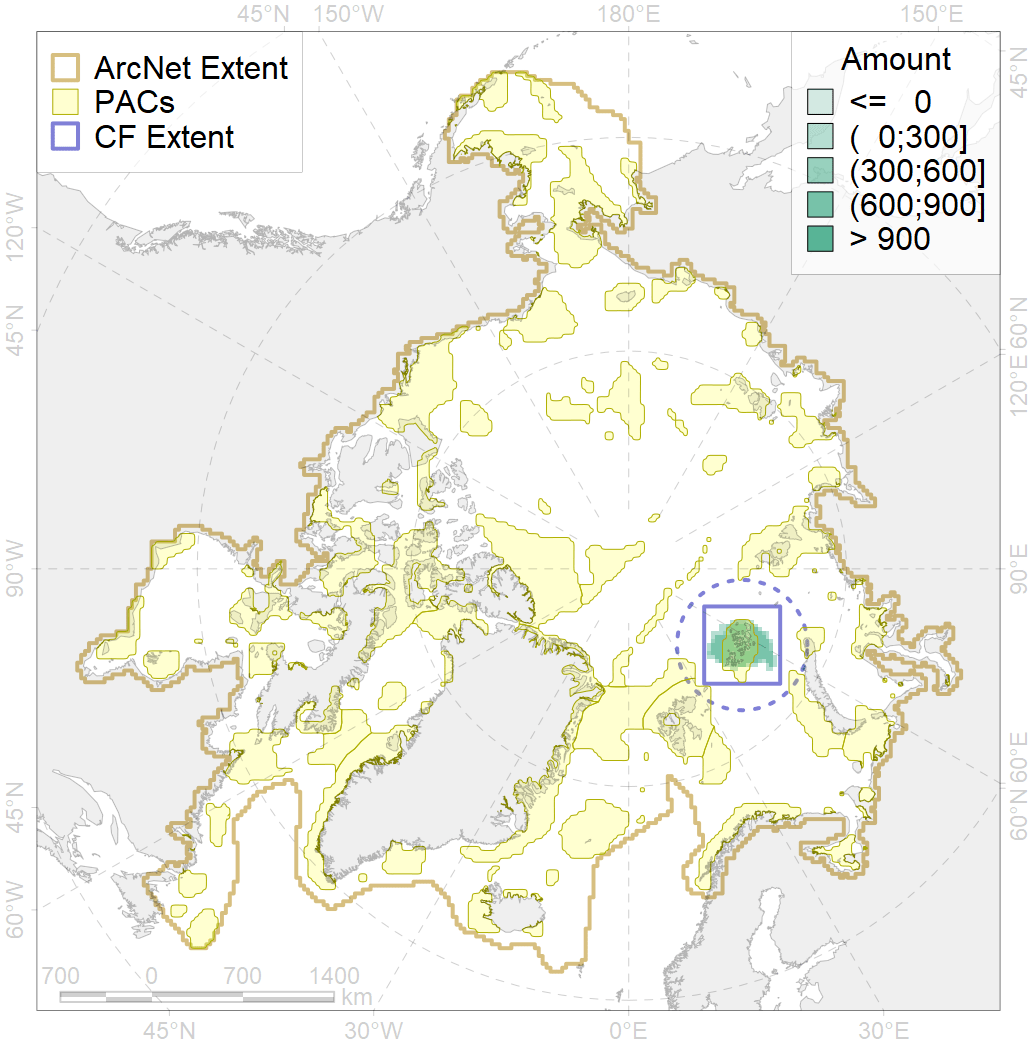 45°N 150°W 180°E 150°E
ArcNet Extent
PACs
CF Extent
Amount
<= 0
( 0;300]
(300;600]
(600;900]
> 900
45°N
120°W
60°N
45°N
120°E
90°W
90°E
60°E
45°N
60°N
60°W
700 0 700 1400
km
45°N 30°W 0°E 30°E